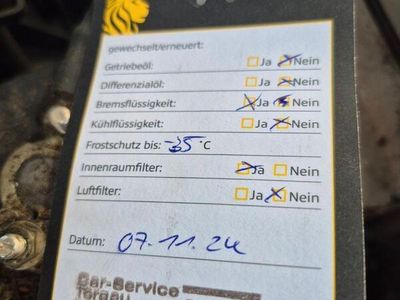 gewechselt/erneuert:
Getriebeöl: Ja Nein
Differenzialöl: Ja Nein
Bremsflüssigkeit: Ja Nein
Kühlflüssigkeit: Ja Nein
Frostschutz bis: -35 °C
Innenraumfilter: Ja Nein
Luftfilter: Ja Nein
Datum: 07.11.24
Car-Service
Torgau